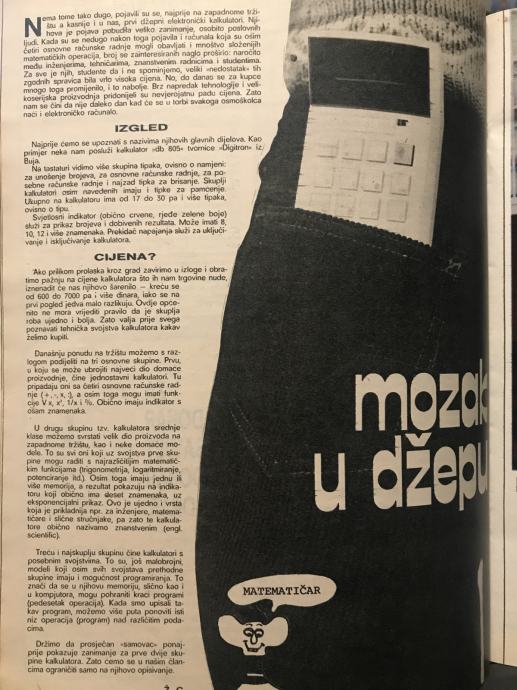 Nema tome tako dugo, pojavili su se, najprije na zapadnome trži-
štu a kasnije i u nas, prvi džepni elektronički kalkulatori. Nji-
hova je pojava pobudila veliko zanimanje, osobito poslovnih
ljudi. Kada su se nedugo nakon toga pojavila i računala koja su osim
četiri osnovne računske radnje mogli obavljati i mnoštvo složenijih
matematičkih operacija, broj se zainteresiranih naglo proširio: naročito
među inženjerima, tehničarima, znanstvenim radnicima i studentima.
Za sve je njih, studente da i ne spominjemo, veliki »nedostatak« tih
zgodnih spravica bila vrlo visoka cijena. No, do danas se za kupce
mnogo toga promijenilo, i to nabolje. Brz napredak tehnologije i veli-
koserijska proizvodnja pridonijeli su nevjerojatnu padu cijena. Zato
nam se čini da nije daleko dan kad će se u torbi svakoga osmoškolca
naći i elektroničko računalo.
IZGLED
Najprije ćemo se upoznati s nazivima njihovih glavnih dijelova. Kao
primjer neka nam posluži kalkulator »db 805« tvornice »Digitron« iz
Buja.
Na tastaturi vidimo više skupina tipaka, ovisno o namjeni:
za unošenje brojeva, za osnovne računske radnje, za po-
sebne računske radnje i najzad tipka za brisanje. Skuplji
kalkulatori osim navedenih imaju i tipke za pamćenje.
Ukupno na kalkulatoru ima od 17 do 30 pa i više tipaka,
ovisno o tipu.
Svjetlosni indikator (obično crvene, rjeđe zelene boje)
služi za prikaz brojeva i dobivenih rezultata. Može imati 8,
10, 12 i više znamenaka. Prekidač napajanja služi za uključi-
vanje i isključivanje kalkulatora.
CIJENA?
Ako prilikom prolaska kroz grad zavirimo u izloge i obra-
timo pažnju na cijene kalkulatora što ih nam trgovine nude,
iznenadit će nas njihovo šarenilo — kreću se
od 600 do 7000 pa i više dinara, iako se na
prvi pogled jedva malo razlikuju. Ovdje opće-
nito ne mora vrijediti pravilo da je skuplja
roba ujedno i bolja. Zato valja prije svega
poznavati tehnička svojstva kalkulatora kakav
želimo kupiti.
Današnju ponudu na tržištu možemo s raz-
logom podijeliti na tri osnovne skupine. Prvu,
u koju se može ubrojiti najveći dio domaće
proizvodnje, čine jednostavni kalkulatori. Tu
pripadaju oni sa četiri osnovne računske rad-
nje (+,-,x,:), a osim toga mogu imati funk-
cije √x, x², 1/x i %. Obično imaju indikator s
osam znamenaka.
U drugu skupinu tzv. kalkulatora srednje
klase možemo svrstati velik dio proizvoda na
zapadnome tržištu, kao i neke domaće mo-
dele. To su svi oni koji uz svojstva prve sku-
pine mogu raditi s najrazličitijim matematič-
kim funkcijama (trigonometrija, logaritmiranje,
potenciranje itd.). Osim toga imaju jednu ili
više memorija, a rezultat pokazuju na indika-
toru koji obično ima deset znamenaka, uz
eksponencijalni prikaz. Ovo je ujedno i vrsta
koja je prikladnija npr. za inženjere, matema-
tičare i slične stručnjake, pa zato te kalkula-
tore obično nazivamo znanstvenim (engl.
scientific).
Treću i najskuplju skupinu čine kalkulatori s
posebnim svojstvima. To su, još malobrojni,
modeli koji osim svih svojstava prethodne
skupine imaju i mogućnost programiranja. To
znači da se u njihovu memoriju, slično kao i
u kompjutora, mogu pohraniti kraći programi
(pedesetak operacija). Kada smo upisali ta-
kav program, možemo više puta ponoviti isti
niz operacija (program) nad različitim poda-
cima.
Držimo da prosječan »samovac« ponaj-
prije pokazuje zanimanje za prve dvije sku-
pine kalkulatora. Zato ćemo se u našim član-
cima ograničiti samo na njihovo opisivanje.
mozak
u džepu
1
MATEMATIČAR